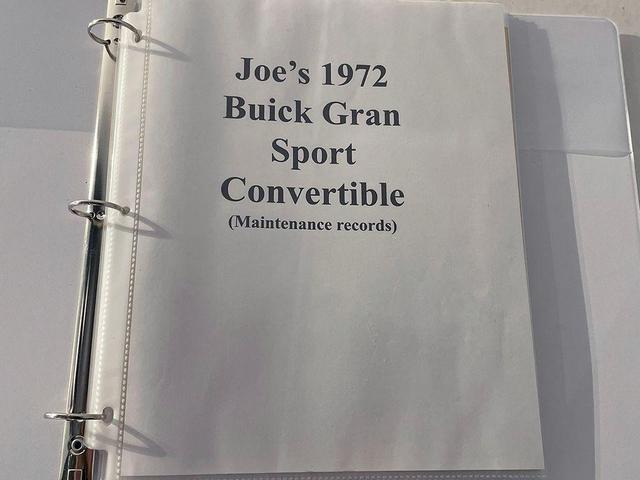 Joe’s 1972
Buick Gran
Sport
Convertible
(Maintenance records)